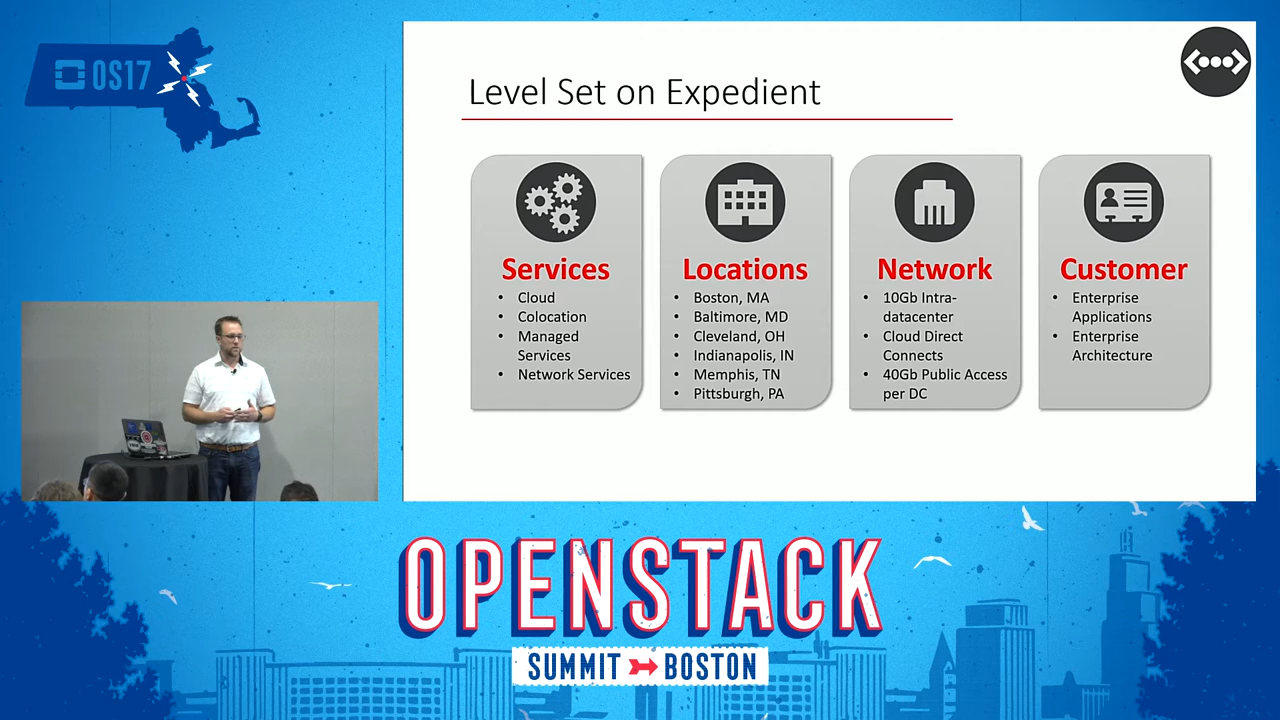 OS17
Level Set on Expedient
Services
• Cloud
• Colocation
• Managed
Services
• Network Services
Locations
• Boston, MA
• Baltimore, MD
• Cleveland, OH
• Indianapolis, IN
• Memphis, TN
• Pittsburgh, PA
Network
• 10Gb Intra-
datacenter
• Cloud Direct
Connects
• 40Gb Public Access
per DC
Customer
• Enterprise
Applications
• Enterprise
Architecture
OPENSTACK
SUMMIT BOSTON